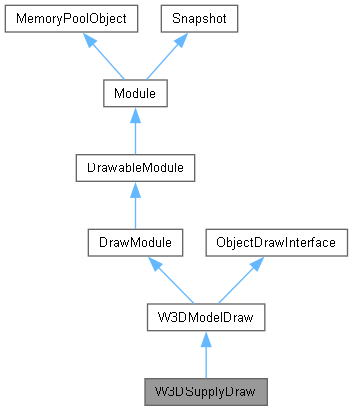 MemoryPoolObject
Snapshot
Module
DrawableModule
DrawModule
ObjectDrawInterface
W3DModelDraw
W3DSupplyDraw